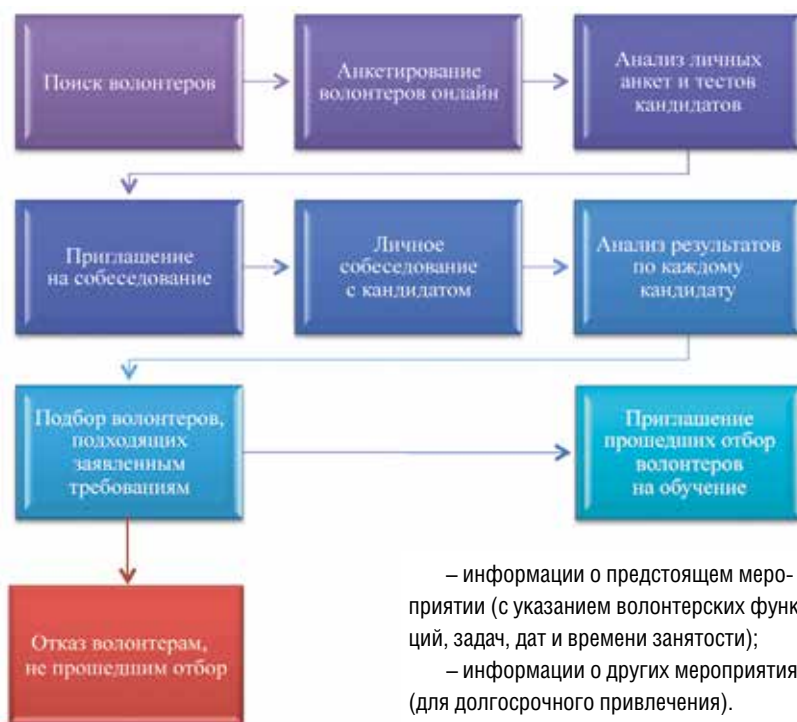 Поиск волонтеров
Анкетирование
волонтеров онлайн
Анализ личных
анкет и тестов
кандидатов
Приглашение
на собеседование
Личное
собеседование
с кандидатом
Анализ результатов
по каждому
кандидату
Подбор волонтеров,
подходящих
заявленным
требованиям
Приглашение
прошедших отбор
волонтеров
на обучение
Отказ волонтерам,
не прошедшим отбор
– информации о предстоящем меро-
приятии (с указанием волонтерских функ
ций, задач, дат и времени занятости);
– информации о других мероприятия
(для долгосрочного привлечения).